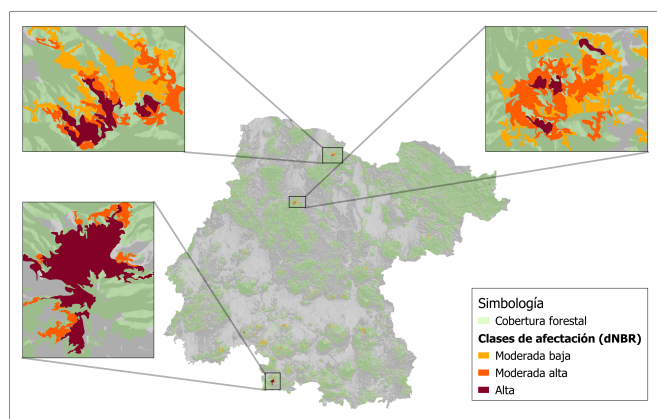 Simbología
Cobertura forestal
Clases de afectación (dNBR)
Moderada baja
Moderada alta
Alta